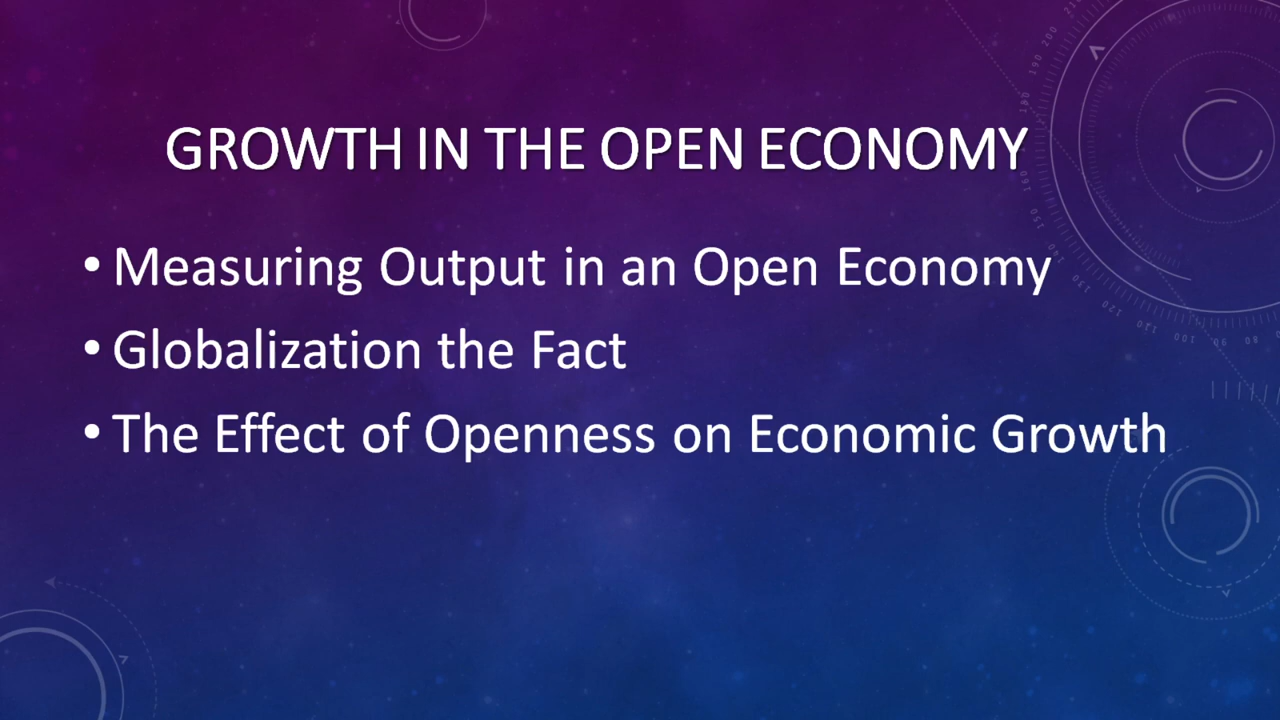 GROWTH IN THE OPEN ECONOMY
• Measuring Output in an Open Economy
• Globalization the Fact
• The Effect of Openness on Economic Growth